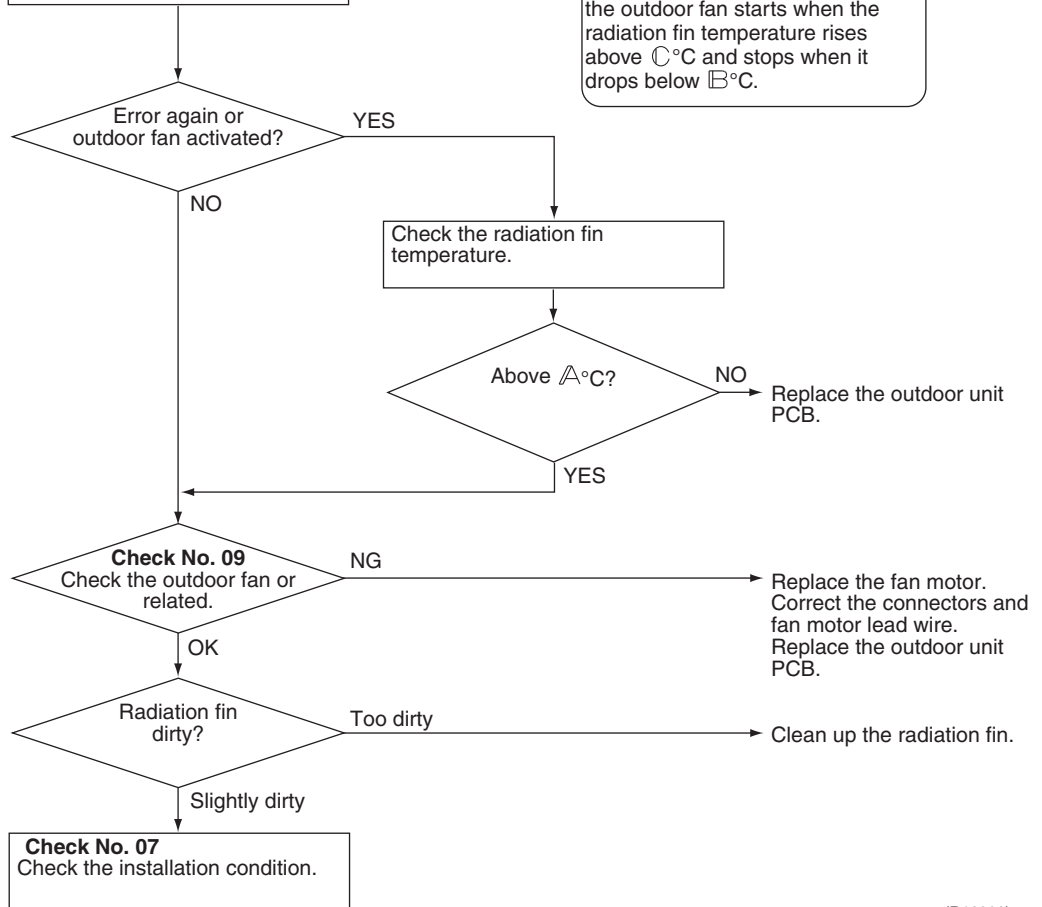 the outdoor fan starts when the
radiation fin temperature rises
above ℂ°C and stops when it
drops below 𝔹°C.
Error again or
outdoor fan activated?
YES
NO
Check the radiation fin
temperature.
Above 𝔸°C?
NO
Replace the outdoor unit
PCB.
YES
Check No. 09
Check the outdoor fan or
related.
NG
Replace the fan motor.
Correct the connectors and
fan motor lead wire.
Replace the outdoor unit
PCB.
OK
Radiation fin
dirty?
Too dirty
Clean up the radiation fin.
Slightly dirty
Check No. 07
Check the installation condition.